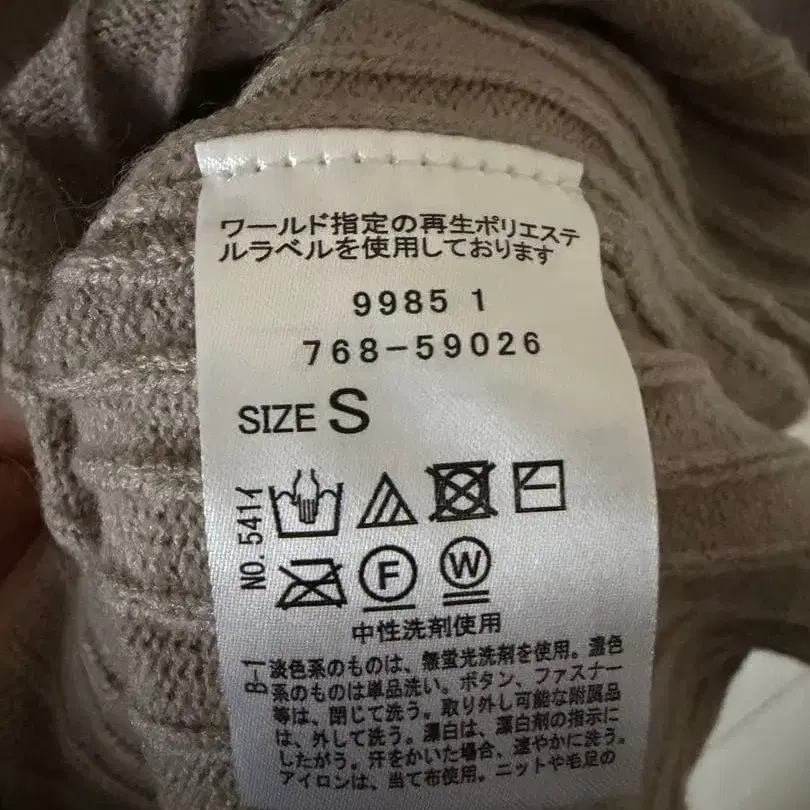 ワールド指定の再生ポリエステ
ルラベルを使用しております
9985 1
768-59026
SIZE S
NO. 541イ
F
W
中性洗剤使用
B-1
淡色系のものは、無蛍光洗剤を使用。濃色
系のものは単品洗い。ボタン、ファスナー
等は、閉じて洗う。取り外し可能な附属品
は、外して洗う。漂白は、漂白剤の指示に
したがう。汗をかいた場合、速やかに洗う。
アイロンは、当て布使用。ニットや毛足の